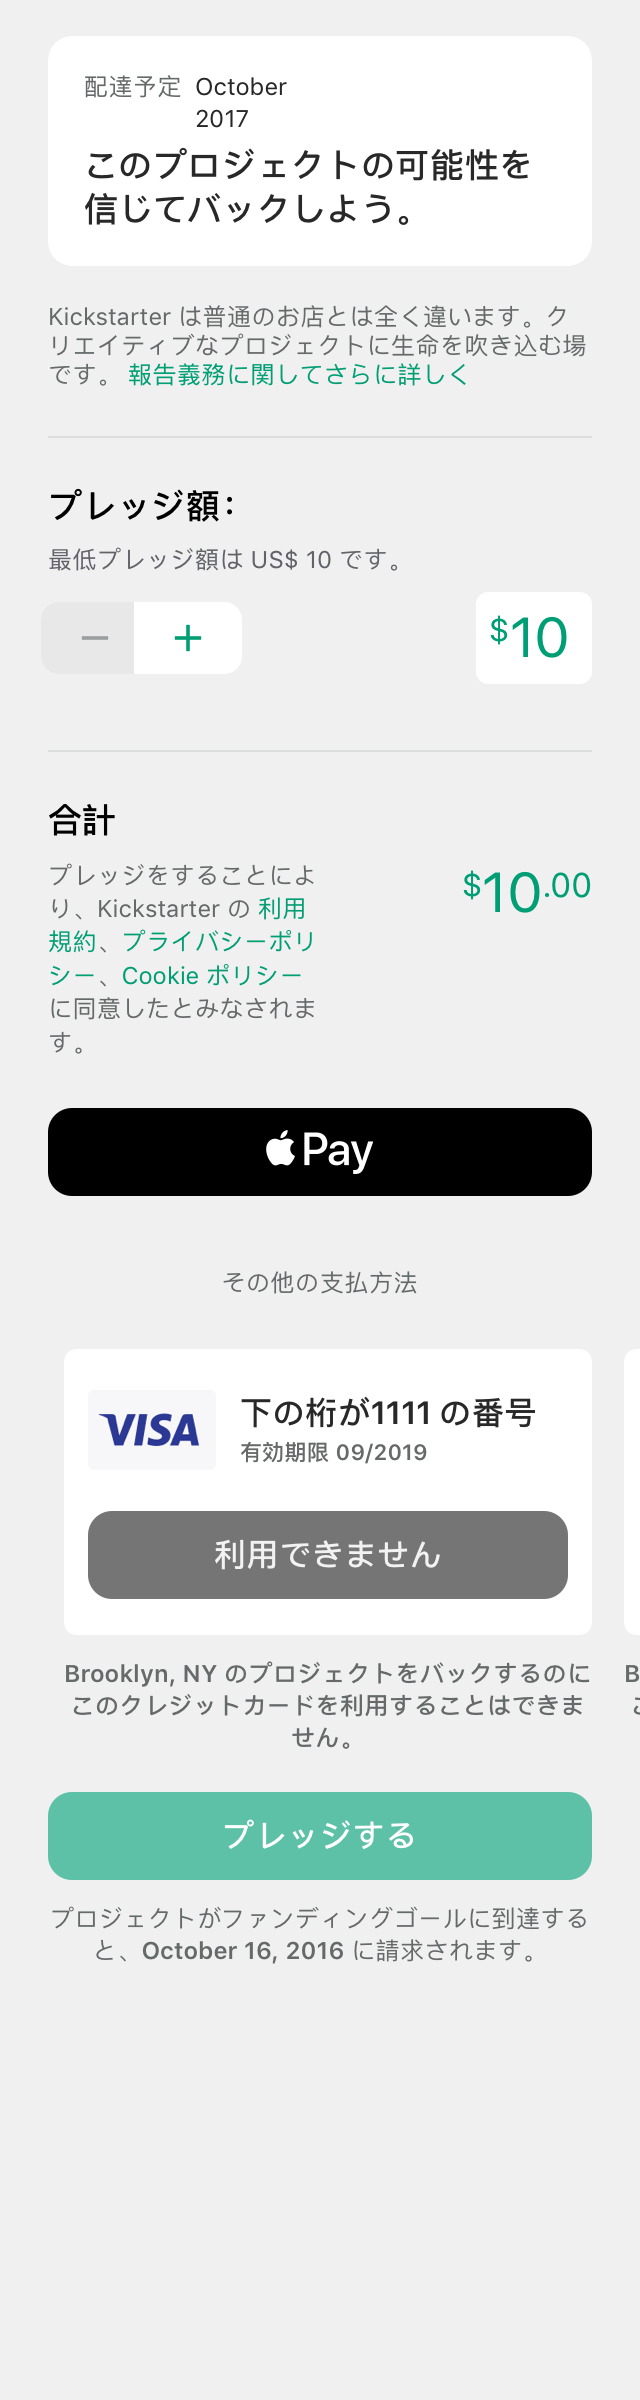 配達予定 October
2017
このプロジェクトの可能性を
信じてバックしよう。
Kickstarter は普通のお店とは全く違います。ク
リエイティブなプロジェクトに生命を吹き込む場
です。 報告義務に関してさらに詳しく
プレッジ額：
最低プレッジ額は US$ 10 です。
− +
$10
合計
プレッジをすることによ
り、Kickstarter の 利用
規約、プライバシーポリ
シー、Cookie ポリシー
に同意したとみなされま
す。
$10.00
Pay
その他の支払方法
VISA
下の桁が1111 の番号
有効期限 09/2019
利用できません
Brooklyn, NY のプロジェクトをバックするのに
このクレジットカードを利用することはできま
せん。
プレッジする
プロジェクトがファンディングゴールに到達する
と、October 16, 2016 に請求されます。